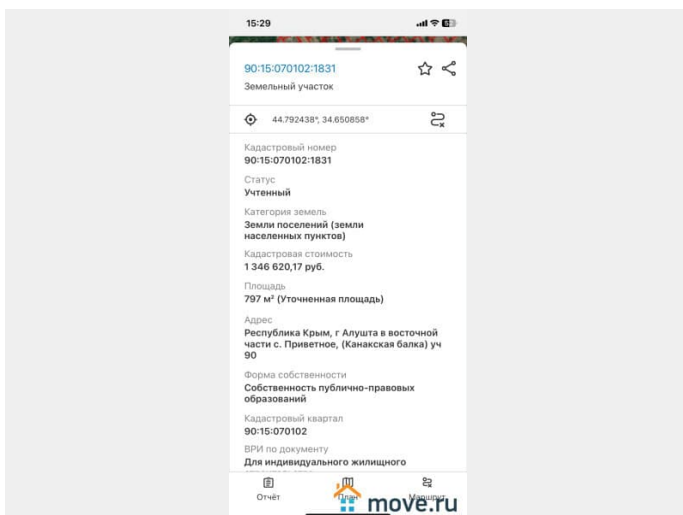 15:29
90:15:070102:1831
Земельный участок
44.792438°, 34.650858°
Кадастровый номер
90:15:070102:1831
Статус
Учтенный
Категория земель
Земли поселений (земли
населенных пунктов)
Кадастровая стоимость
1 346 620,17 руб.
Площадь
797 м² (Уточненная площадь)
Адрес
Республика Крым, г Алушта в восточной
части с. Приветное, (Канакская балка) уч
90
Форма собственности
Собственность публично-правовых
образований
Кадастровый квартал
90:15:070102
ВРИ по документу
Для индивидуального жилищного
Отчёт
План
Маршрут
move.ru